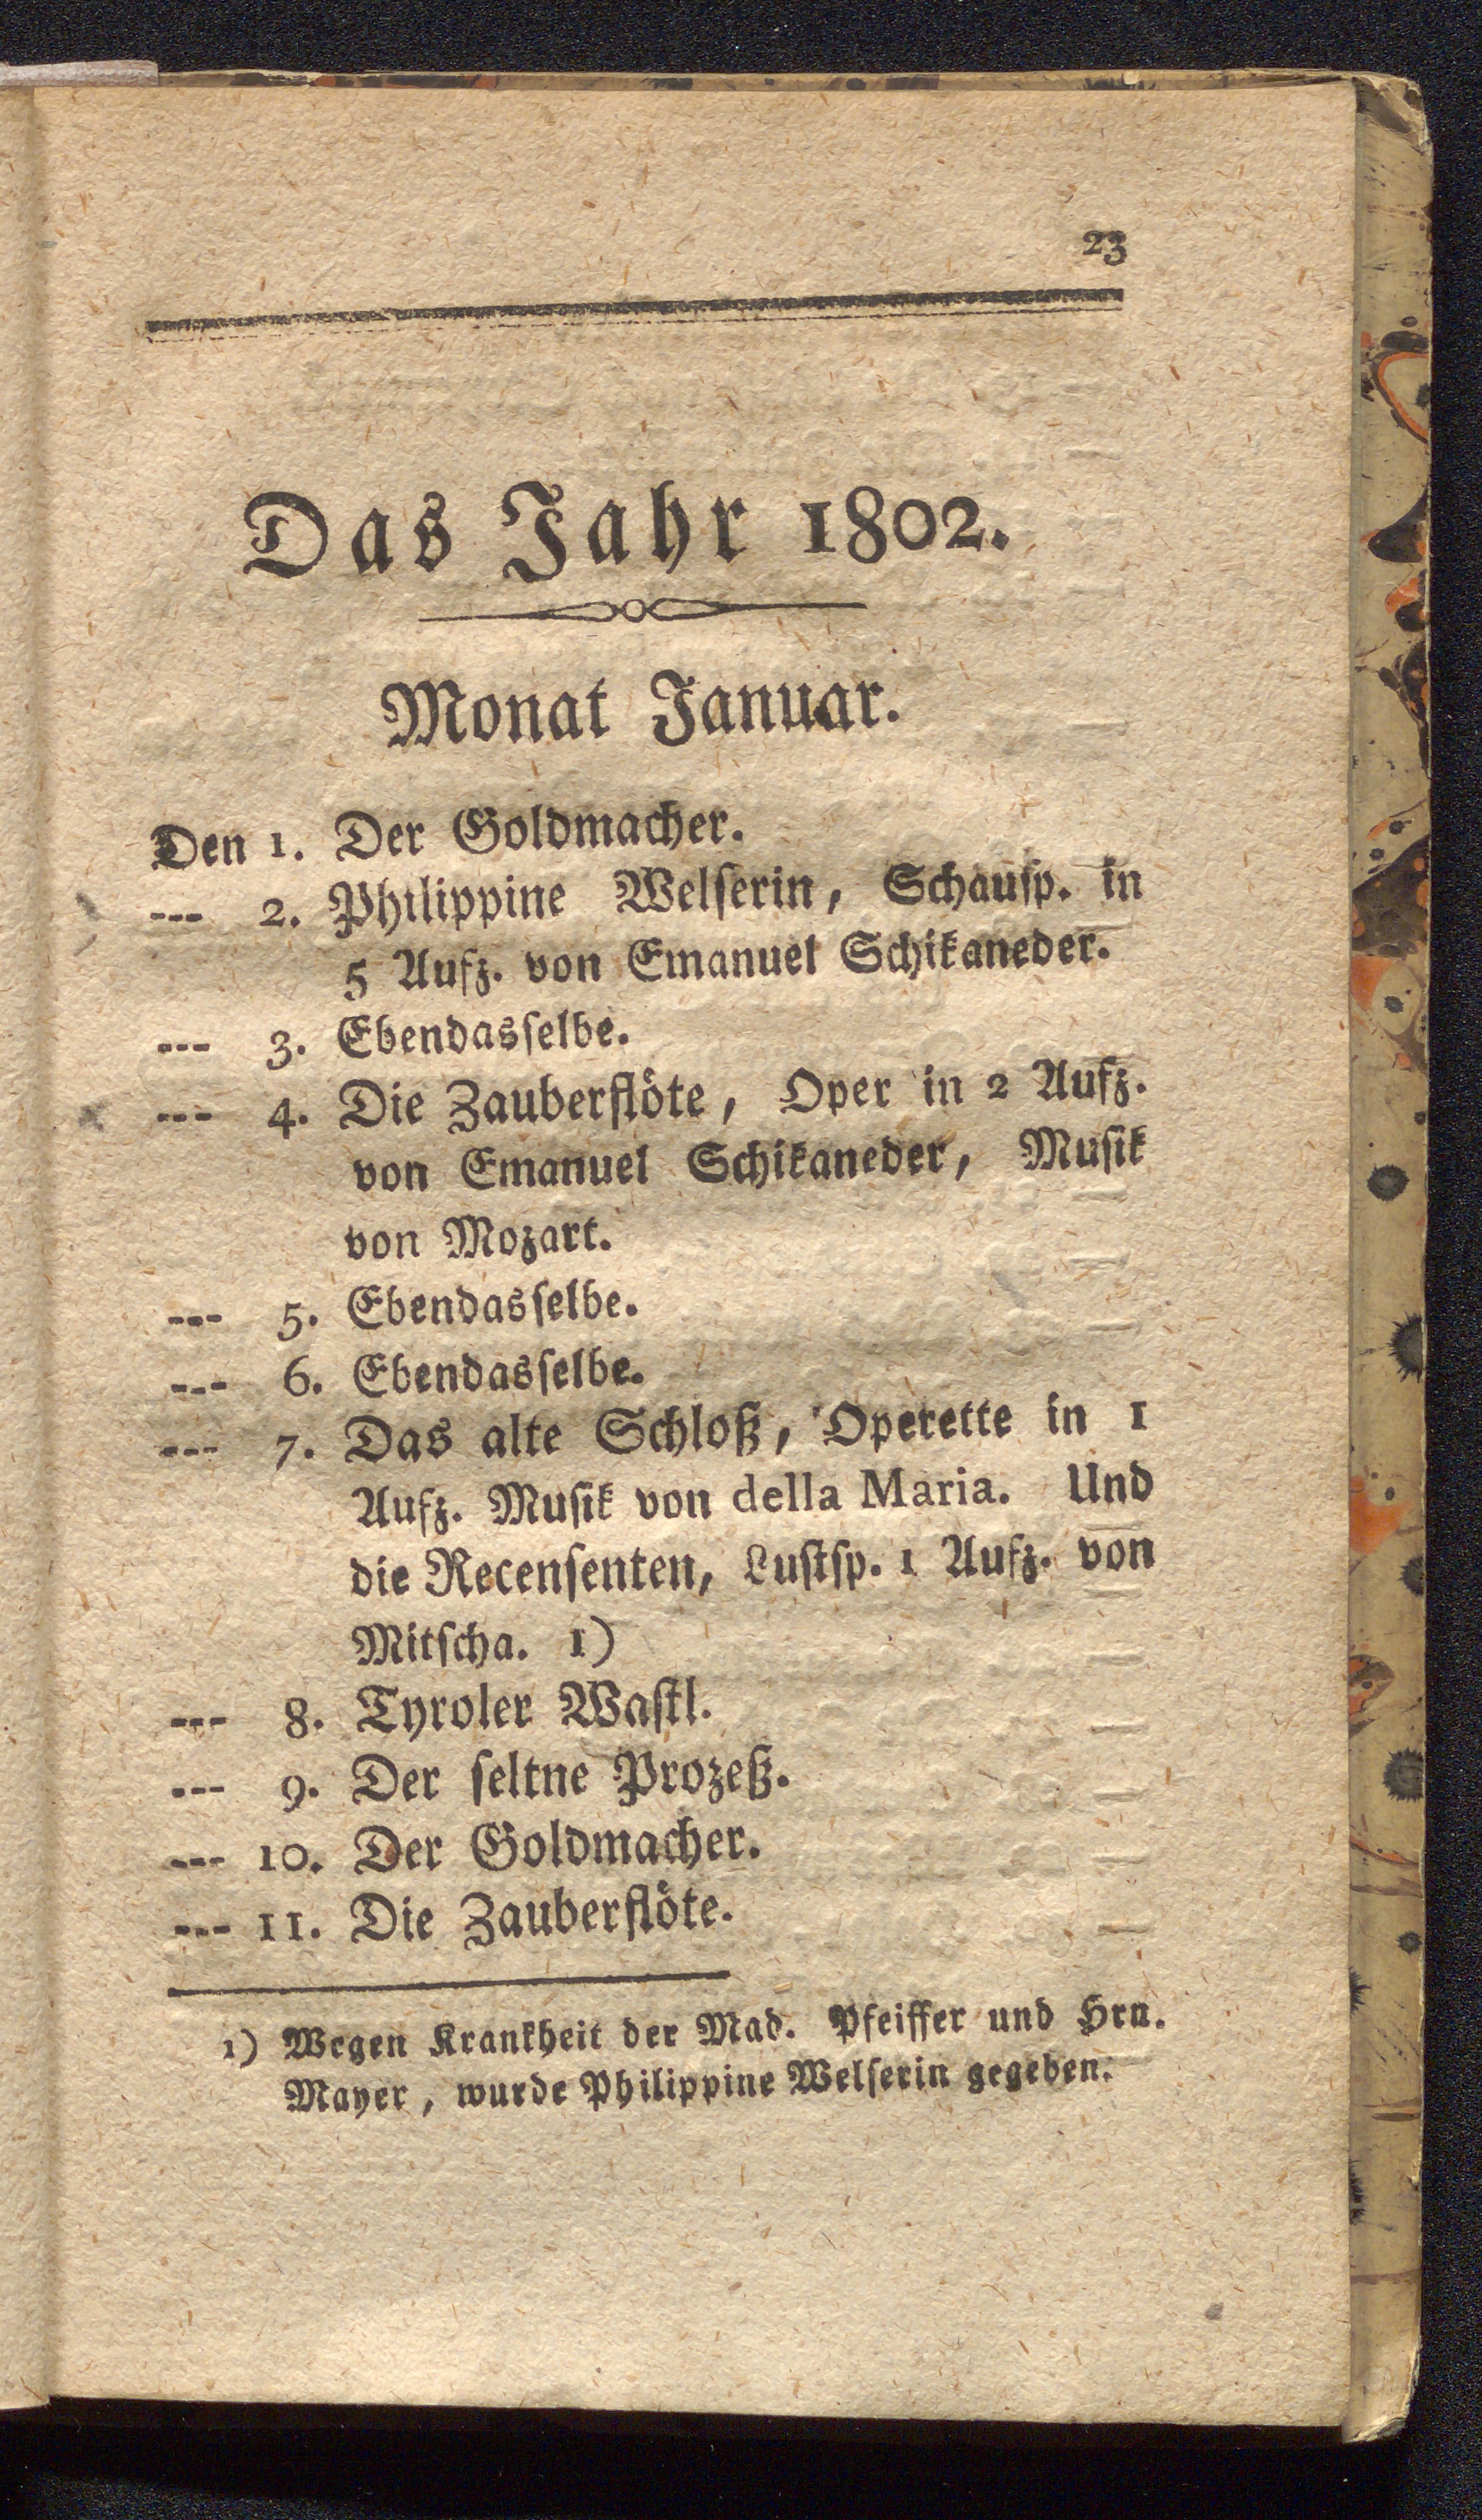 23
Das Jahr 1802.
Monat Januar.
Den 1. Der Goldmacher.
--- 2. Philippine Welſerin, Schauſp. in
5 Aufz. von Emanuel Schikaneder.
--- 3. Ebendasſelbe.
--- 4. Die Zauberflöte, Oper in 2 Aufz.
von Emanuel Schikaneder, Muſik
von Mozart.
--- 5. Ebendasſelbe.
--- 6. Ebendasſelbe.
--- 7. Das alte Schloß, Operette in 1
Aufz. Muſik von della Maria. Und
die Recenſenten, Luſtſp. 1 Aufz. von
Mitſcha. 1)
--- 8. Tyroler Waſtl.
--- 9. Der ſeltne Prozeß.
--- 10. Der Goldmacher.
--- 11. Die Zauberflöte.
1) Wegen Krankheit der Mad. Pfeiffer und Hrn.
Mayer, wurde Philippine Welſerin gegeben.